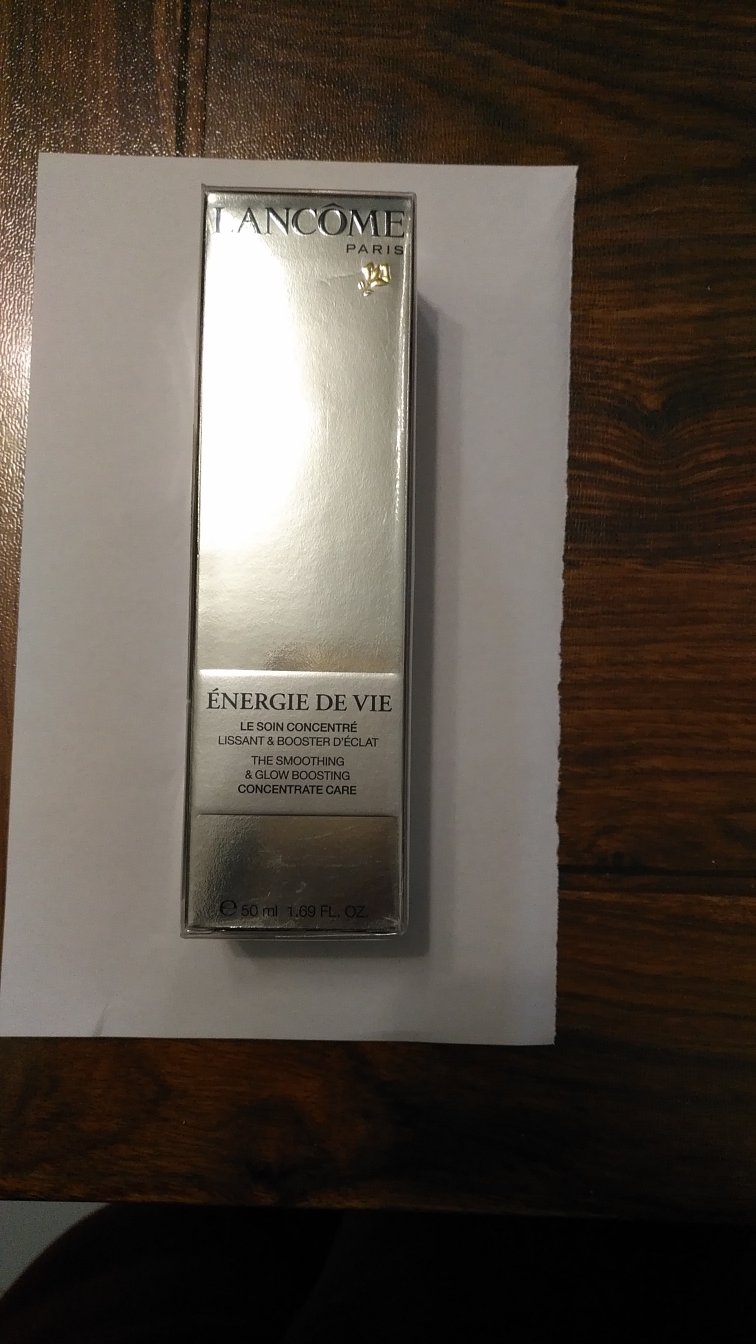 LANCÔME
PARIS
ÉNERGIE DE VIE
LE SOIN CONCENTRÉ
LISSANT & BOOSTER D'ÉCLAT
THE SMOOTHING
& GLOW BOOSTING
CONCENTRATE CARE
℮ 50 ml 1.69 FL. OZ.